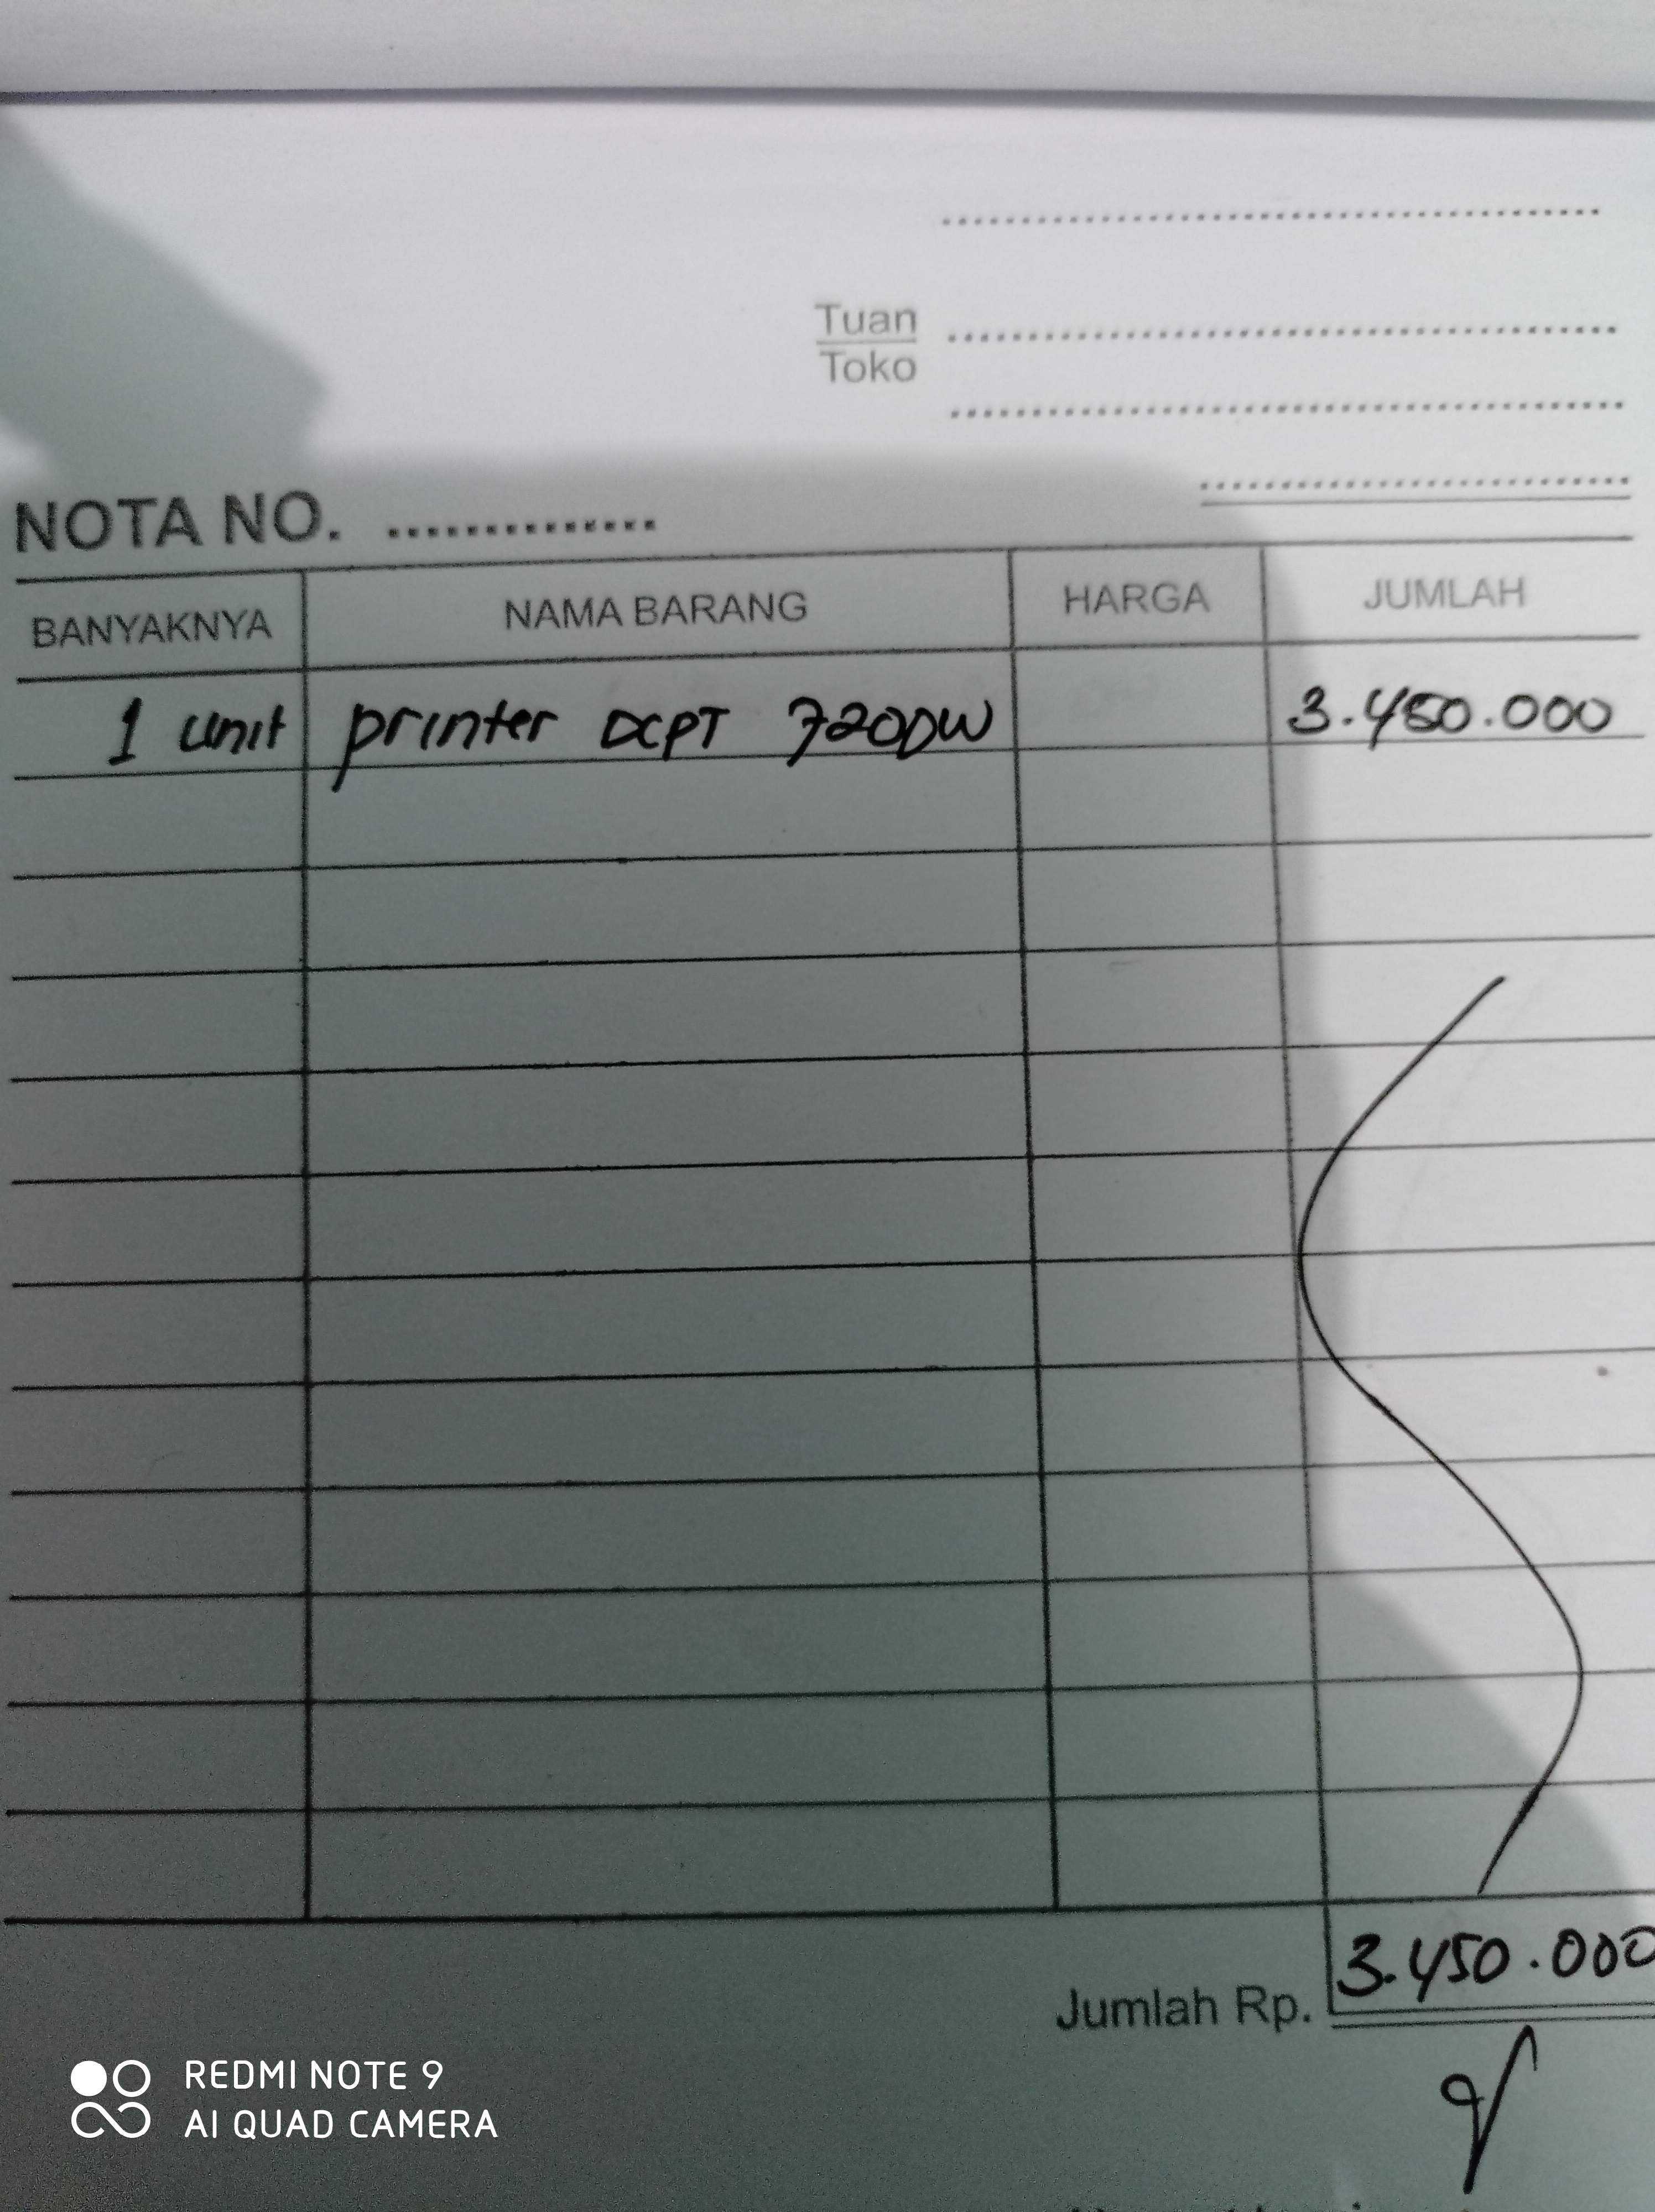 Tuan
Toko
NOTA NO. ................
BANYAKNYA NAMA BARANG HARGA JUMLAH
1 unit printer DCPT 720DW 3.450.000
Jumlah Rp. 3.450.000
REDMI NOTE 9
AI QUAD CAMERA